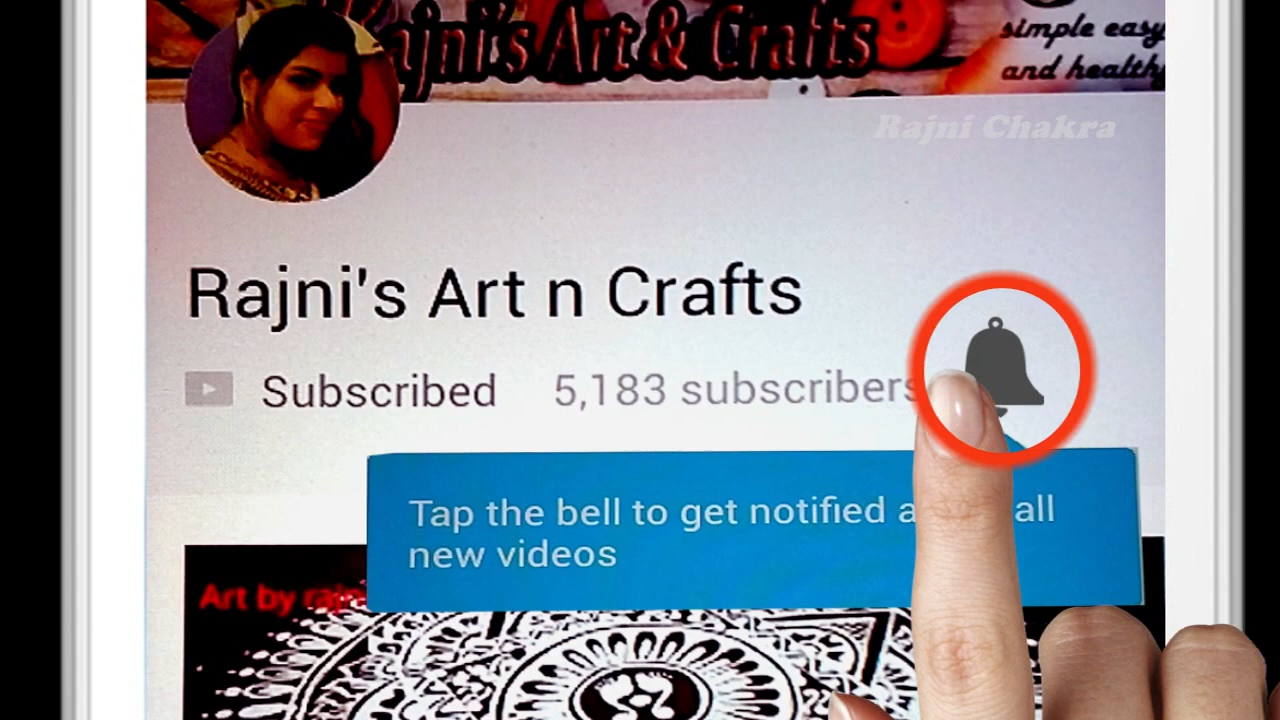 Rajni's Art & Crafts
simple easy
and healthy
Rajni Chakra
Rajni's Art n Crafts
Subscribed 5,183 subscribers
Tap the bell to get notified a all
new videos
Art by rajni